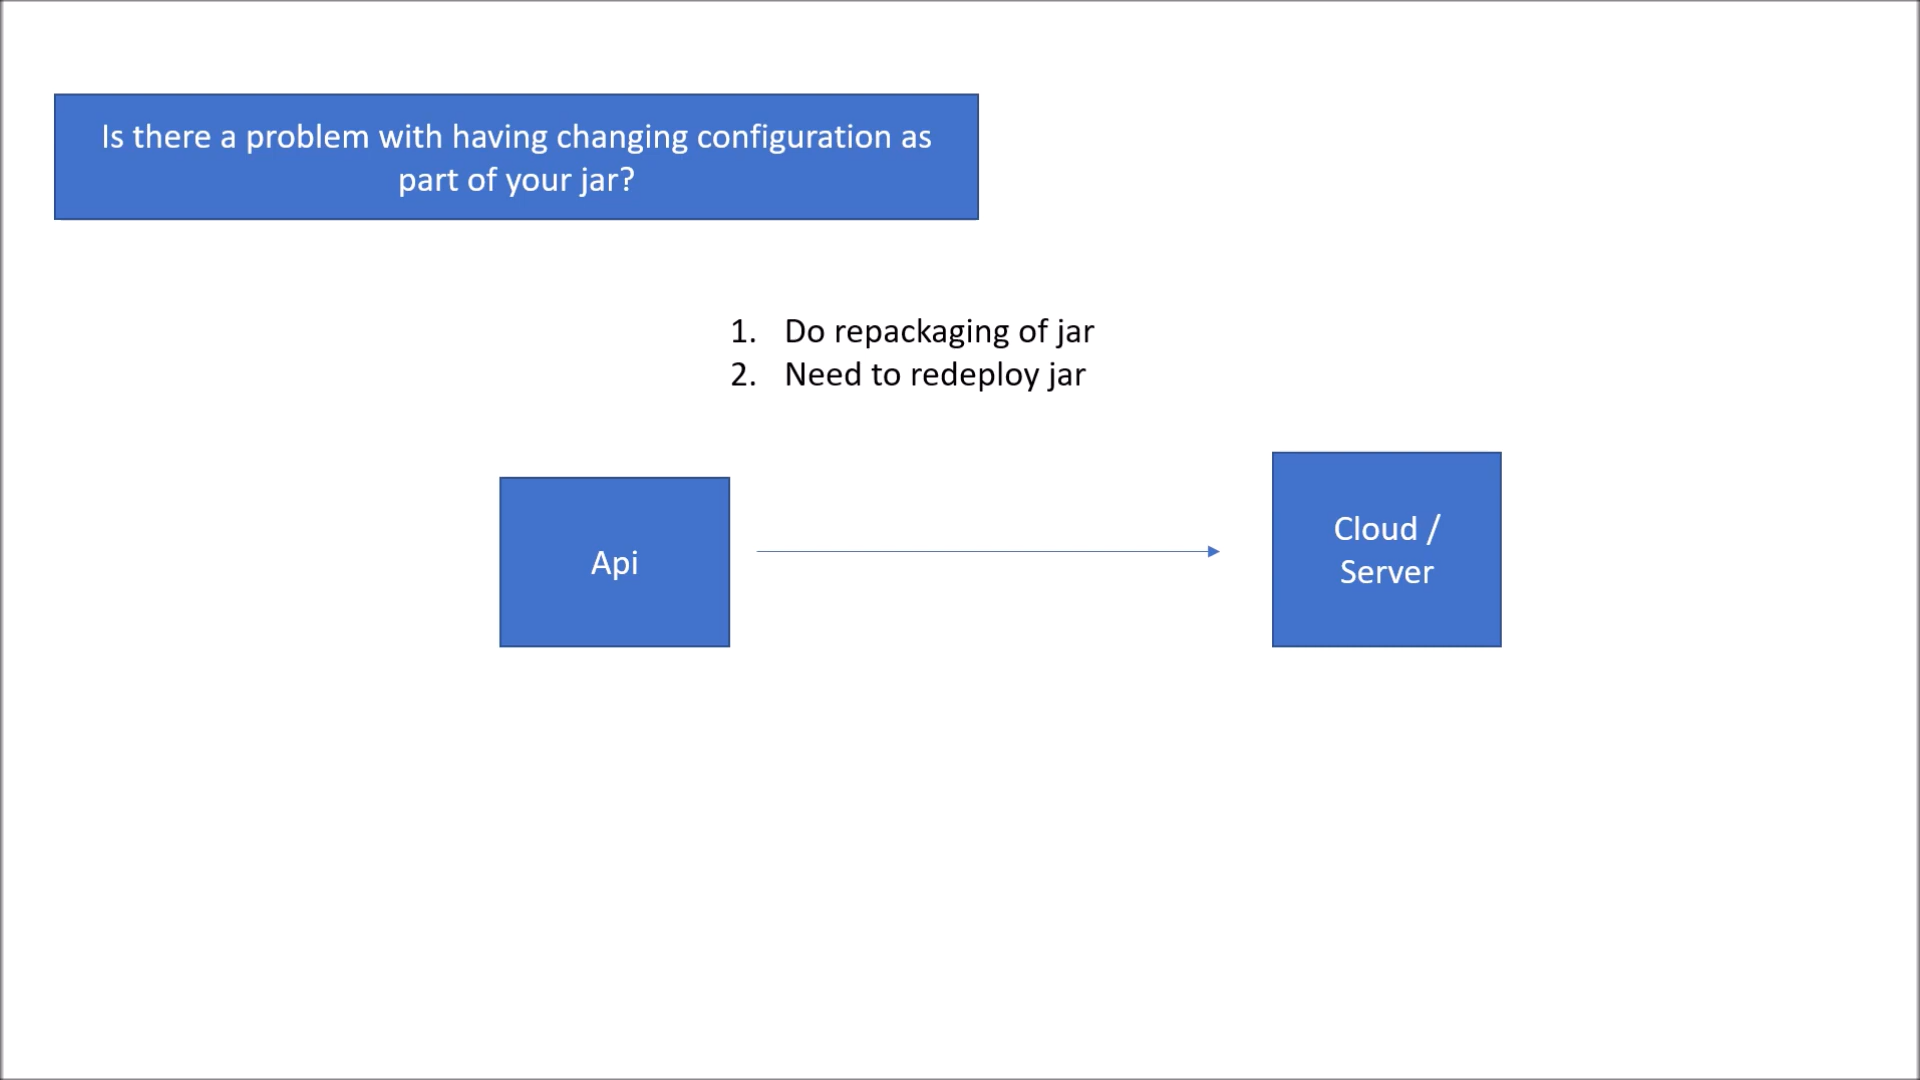 Is there a problem with having changing configuration as
part of your jar?
1. Do repackaging of jar
2. Need to redeploy jar
Api
Cloud /
Server